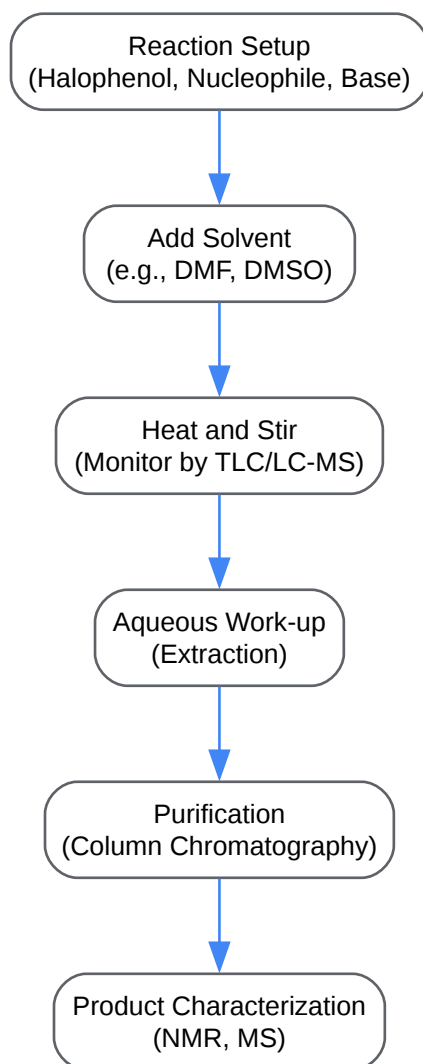 Reaction Setup
(Halophenol, Nucleophile, Base)
Add Solvent
(e.g., DMF, DMSO)
Heat and Stir
(Monitor by TLC/LC-MS)
Aqueous Work-up
(Extraction)
Purification
(Column Chromatography)
Product Characterization
(NMR, MS)